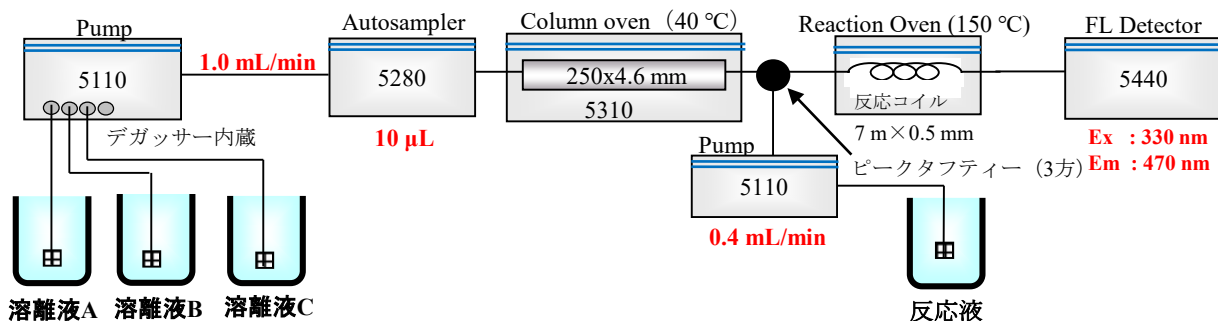 Pump
5110
1.0 mL/min
デガッサー内蔵
Autosampler
5280
10 µL
Column oven（40 ℃）
250x4.6 mm
5310
Reaction Oven (150 ℃)
反応コイル
7 m×0.5 mm
FL Detector
5440
Ex : 330 nm
Em : 470 nm
ピークタフティー（3方）
Pump
5110
0.4 mL/min
溶離液A
溶離液B
溶離液C
反応液